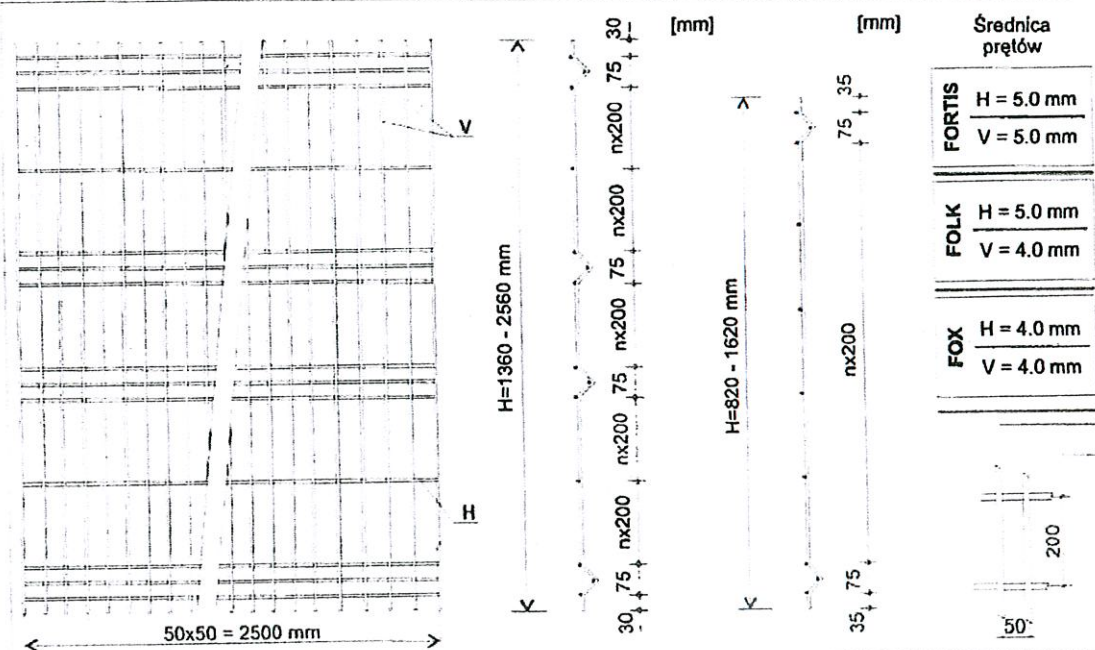 V
H
50x50 = 2500 mm
H=1360 - 2560 mm
[mm]
30
75
nx200
nx200
75
nx200
75
nx200
nx200
75
30
H=820 - 1620 mm
[mm]
35
75
nx200
75
35
Średnica
prętów
FORTIS
H = 5.0 mm
V = 5.0 mm
FOLK
H = 5.0 mm
V = 4.0 mm
FOX
H = 4.0 mm
V = 4.0 mm
200
50